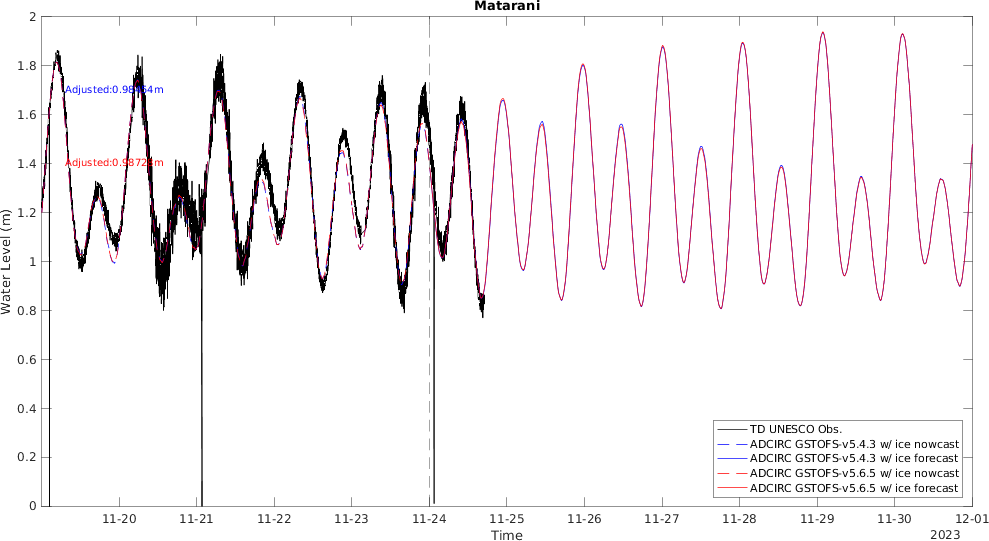 Matarani
2
1.8
1.6
1.4
1.2
1
0.8
0.6
0.4
0.2
0
Water Level (m)
Adjusted:0.98464m
TD UNESCO Obs.
ADCIRC GSTOFS-v5.4.3 w/ ice nowcast
ADCIRC GSTOFS-v5.4.3 w/ ice forecast
ADCIRC GSTOFS-v5.6.5 w/ ice nowcast
ADCIRC GSTOFS-v5.6.5 w/ ice forecast
11-20 11-21 11-22 11-23 11-24 11-25 11-26 11-27 11-28 11-29 11-30 12-01
Time
2023